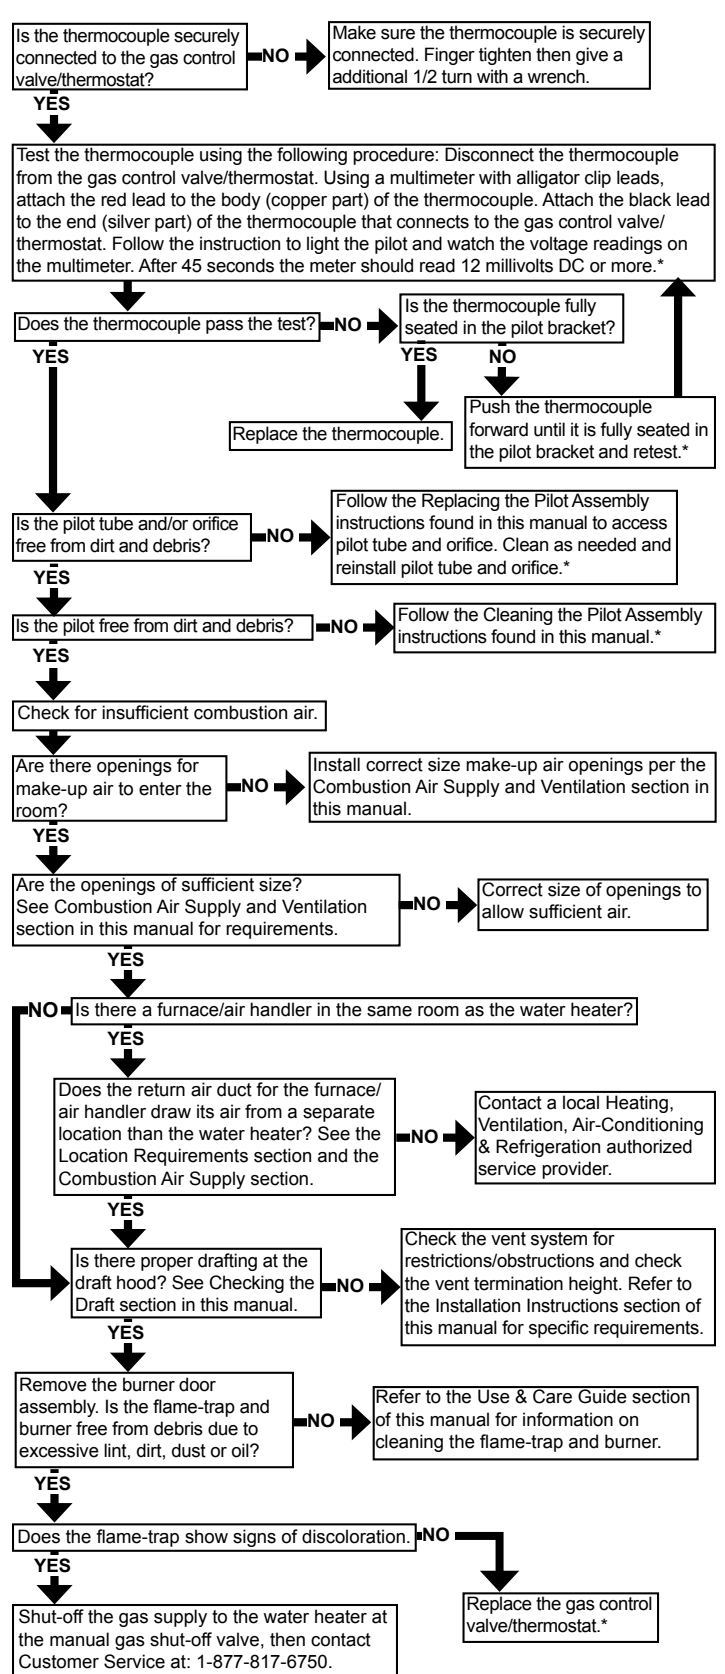 Is the thermocouple securely
connected to the gas control
valve/thermostat?
NO
Make sure the thermocouple is securely
connected. Finger tighten then give a
additional 1/2 turn with a wrench.
YES
Test the thermocouple using the following procedure: Disconnect the thermocouple
from the gas control valve/thermostat. Using a multimeter with alligator clip leads,
attach the red lead to the body (copper part) of the thermocouple. Attach the black lead
to the end (silver part) of the thermocouple that connects to the gas control valve/
thermostat. Follow the instruction to light the pilot and watch the voltage readings on
the multimeter. After 45 seconds the meter should read 12 millivolts DC or more.*
Does the thermocouple pass the test?
NO
Is the thermocouple fully
seated in the pilot bracket?
YES
YES
NO
Replace the thermocouple.
Push the thermocouple
forward until it is fully seated in
the pilot bracket and retest.*
Is the pilot tube and/or orifice
free from dirt and debris?
NO
Follow the Replacing the Pilot Assembly
instructions found in this manual to access
pilot tube and orifice. Clean as needed and
reinstall pilot tube and orifice.*
YES
Is the pilot free from dirt and debris?
NO
Follow the Cleaning the Pilot Assembly
instructions found in this manual.*
YES
Check for insufficient combustion air.
Are there openings for
make-up air to enter the
room?
NO
Install correct size make-up air openings per the
Combustion Air Supply and Ventilation section in
this manual.
YES
Are the openings of sufficient size?
See Combustion Air Supply and Ventilation
section in this manual for requirements.
NO
Correct size of openings to
allow sufficient air.
YES
NO
Is there a furnace/air handler in the same room as the water heater?
YES
Does the return air duct for the furnace/
air handler draw its air from a separate
location than the water heater? See the
Location Requirements section and the
Combustion Air Supply section.
NO
Contact a local Heating,
Ventilation, Air-Conditioning
& Refrigeration authorized
service provider.
YES
Is there proper drafting at the
draft hood? See Checking the
Draft section in this manual.
NO
Check the vent system for
restrictions/obstructions and check
the vent termination height. Refer to
the Installation Instructions section of
this manual for specific requirements.
YES
Remove the burner door
assembly. Is the flame-trap and
burner free from debris due to
excessive lint, dirt, dust or oil?
NO
Refer to the Use & Care Guide section
of this manual for information on
cleaning the flame-trap and burner.
YES
Does the flame-trap show signs of discoloration.
NO
YES
Replace the gas control
valve/thermostat.*
Shut-off the gas supply to the water heater at
the manual gas shut-off valve, then contact
Customer Service at: 1-877-817-6750.